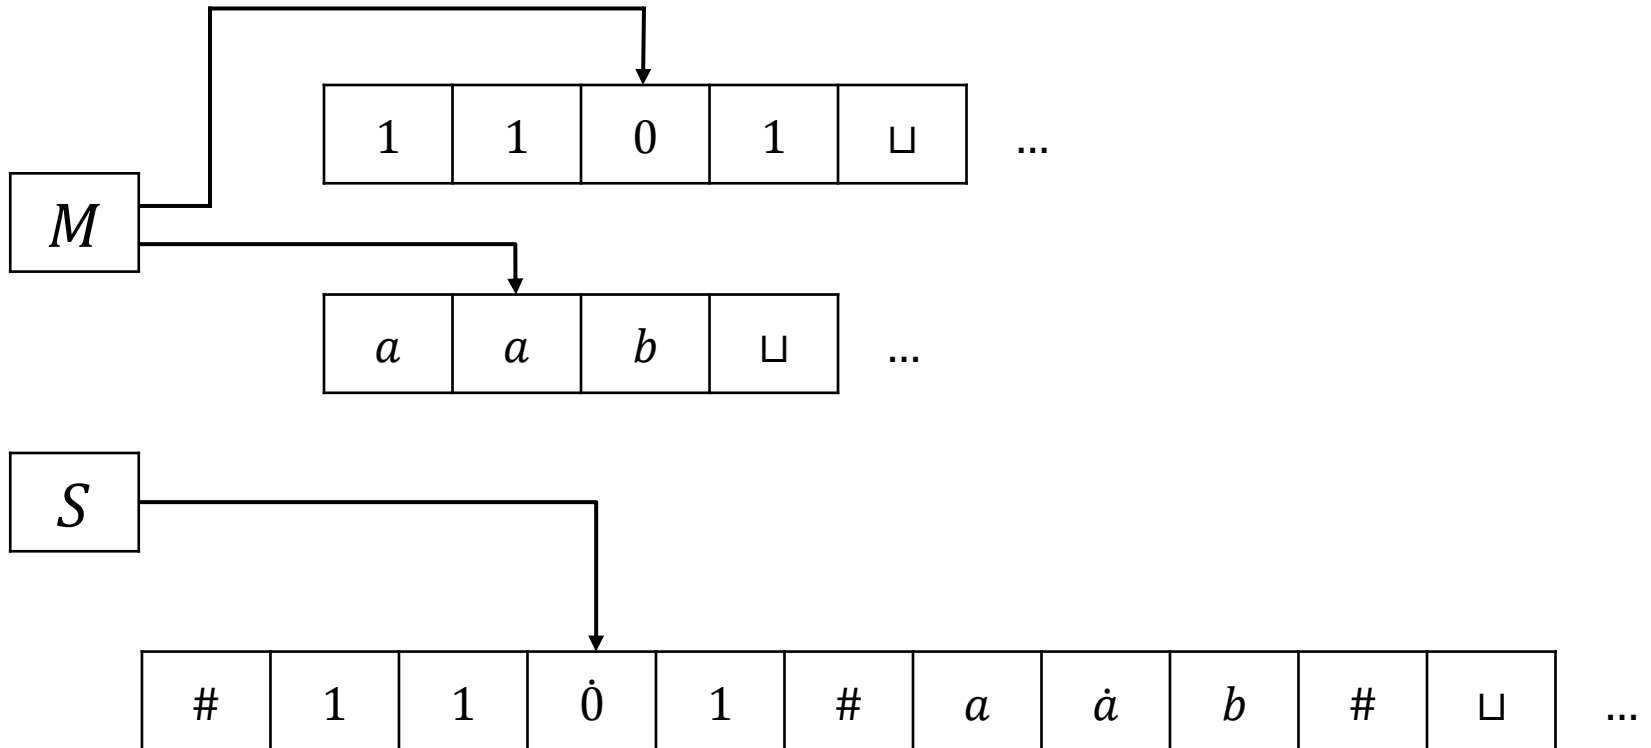 1 1 0 1 ⊔ ...
M
a a b ⊔ ...
S
# 1 1 0̇ 1 # a ȧ b # ⊔ ...